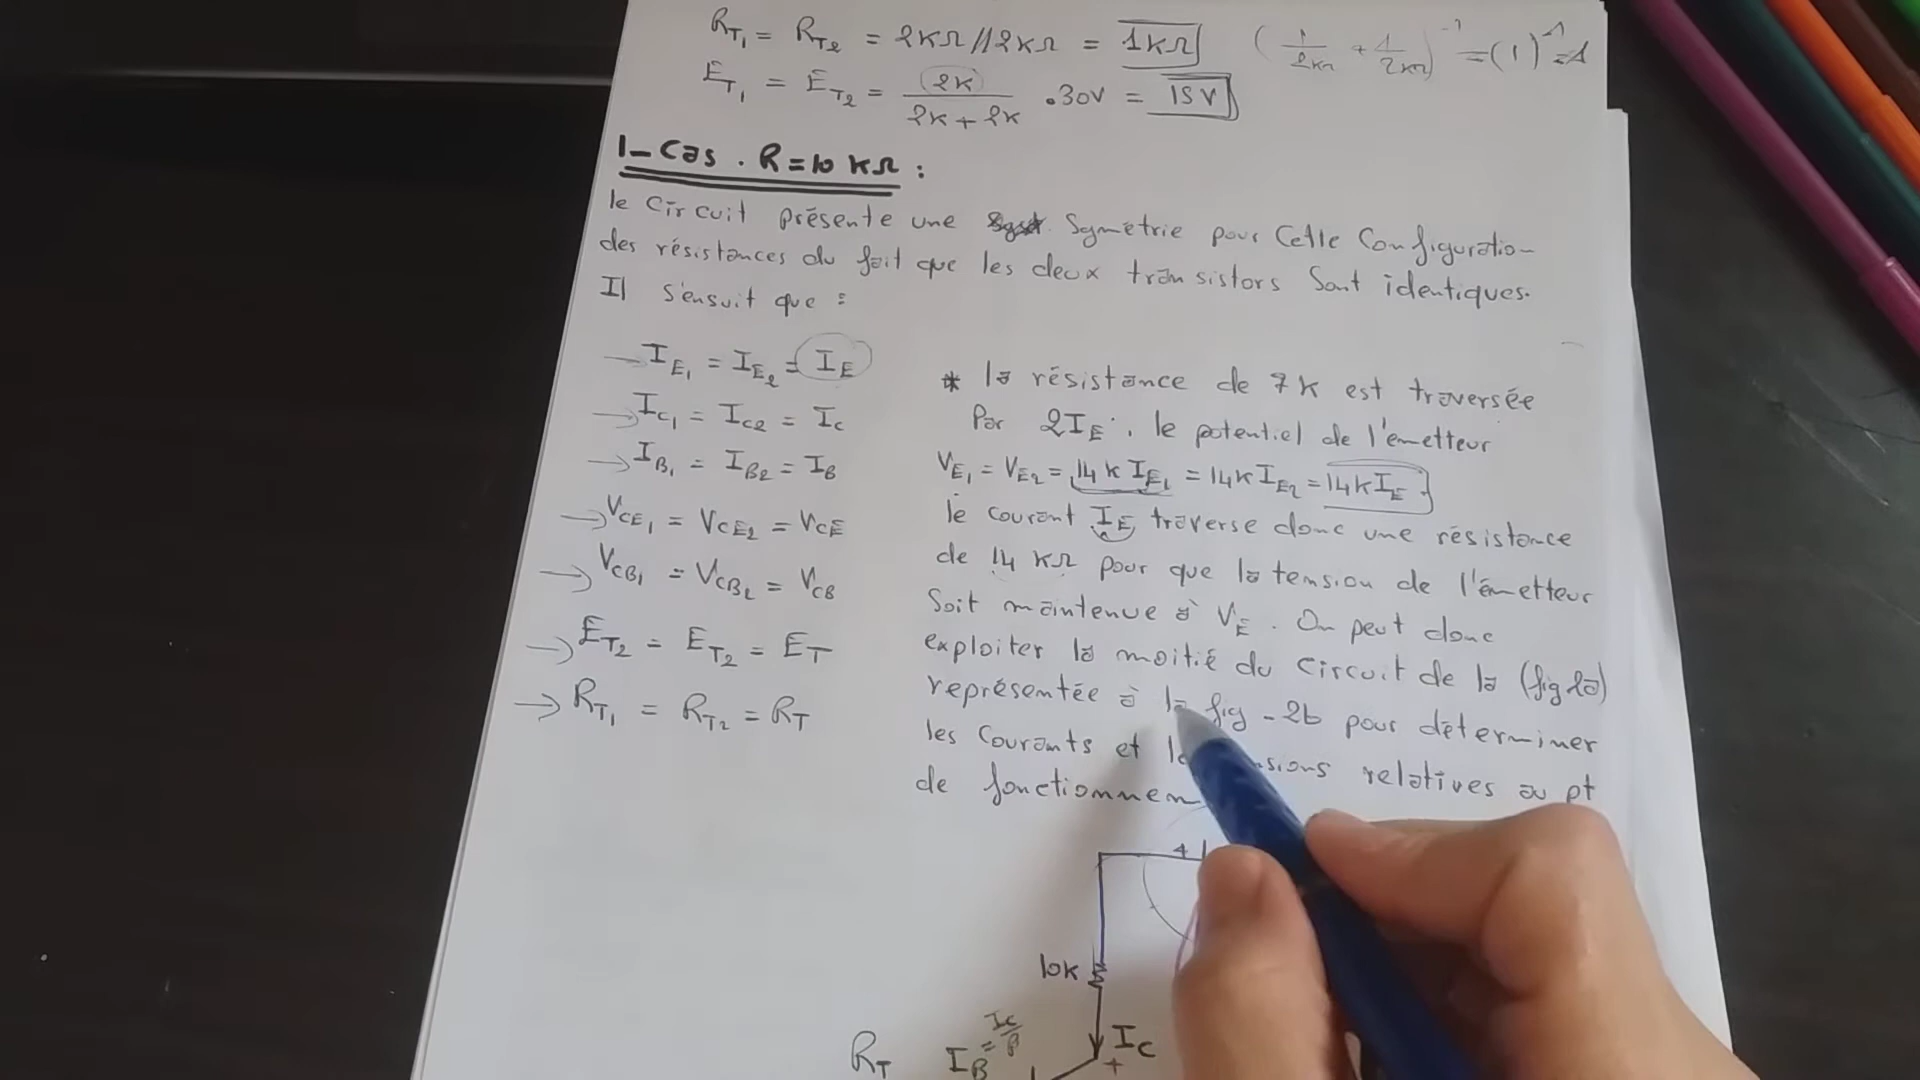 RT1 = RT2 = 2KΩ//2KΩ = 1KΩ (1/2KΩ + 1/2KΩ)^-1 = (1)^-1 = 1
ET1 = ET2 = 2K/(2K+2K) .30V = 15V
1_Cas . R=10 KΩ :
le Circuit présente une Symétrie pour Cette Configuration
des résistances du fait que les deux transistors Sont identiques.
Il s'ensuit que :
→ IE1 = IE2 = IE
→ IC1 = IC2 = IC
→ IB1 = IB2 = IB
→ VCE1 = VCE2 = VCE
→ VCB1 = VCB2 = VCB
→ ET2 = ET2 = ET
→ RT1 = RT2 = RT
* la résistance de 7K est traversée
Par 2IE. le potentiel de l'émetteur
VE1 = VE2 = 14K IE1 = 14K IE2 = 14K IE.
le courant IE traverse donc une résistance
de 14 KΩ pour que la tension de l'émetteur
Soit maintenue à VE. On peut donc
exploiter la moitié du Circuit de la (fig 2a)
représentée à la fig-2b pour déterminer
les Courants et relatives au pt
de
+
10K
IC
+
RT
IB = IC/β